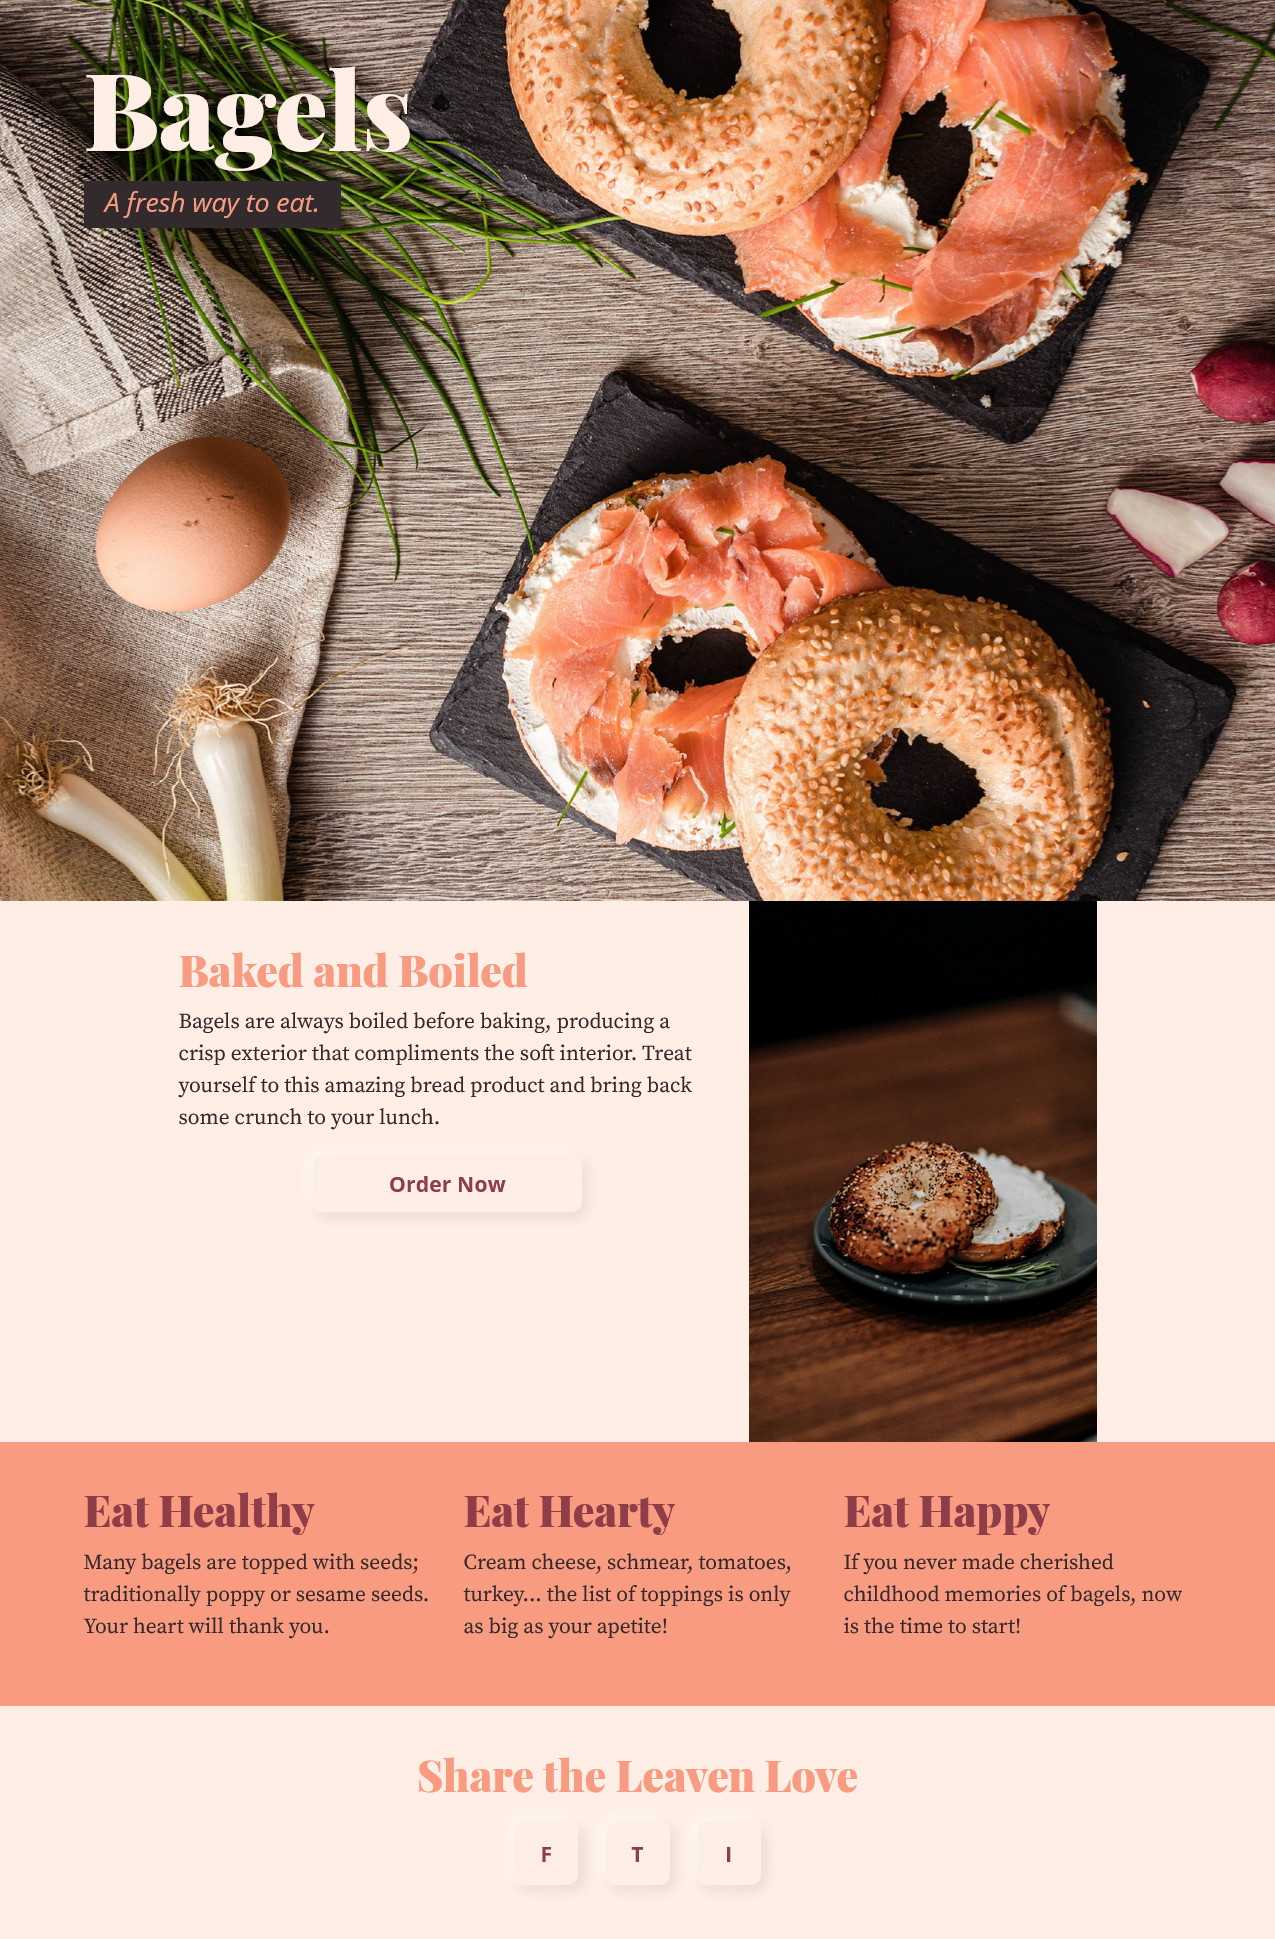 Bagels
A fresh way to eat.
Baked and Boiled
Bagels are always boiled before baking, producing a
crisp exterior that compliments the soft interior. Treat
yourself to this amazing bread product and bring back
some crunch to your lunch.
Order Now
Eat Healthy
Many bagels are topped with seeds;
traditionally poppy or sesame seeds.
Your heart will thank you.
Eat Hearty
Cream cheese, schmear, tomatoes,
turkey... the list of toppings is only
as big as your apetite!
Eat Happy
If you never made cherished
childhood memories of bagels, now
is the time to start!
Share the Leaven Love
F T I